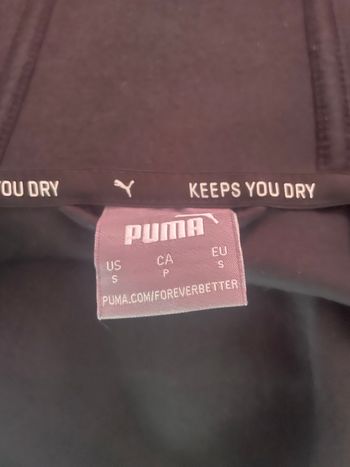 YOU DRY KEEPS YOU DRY
PUMA
US CA EU
S P S
PUMA.COM/FOREVERBETTER